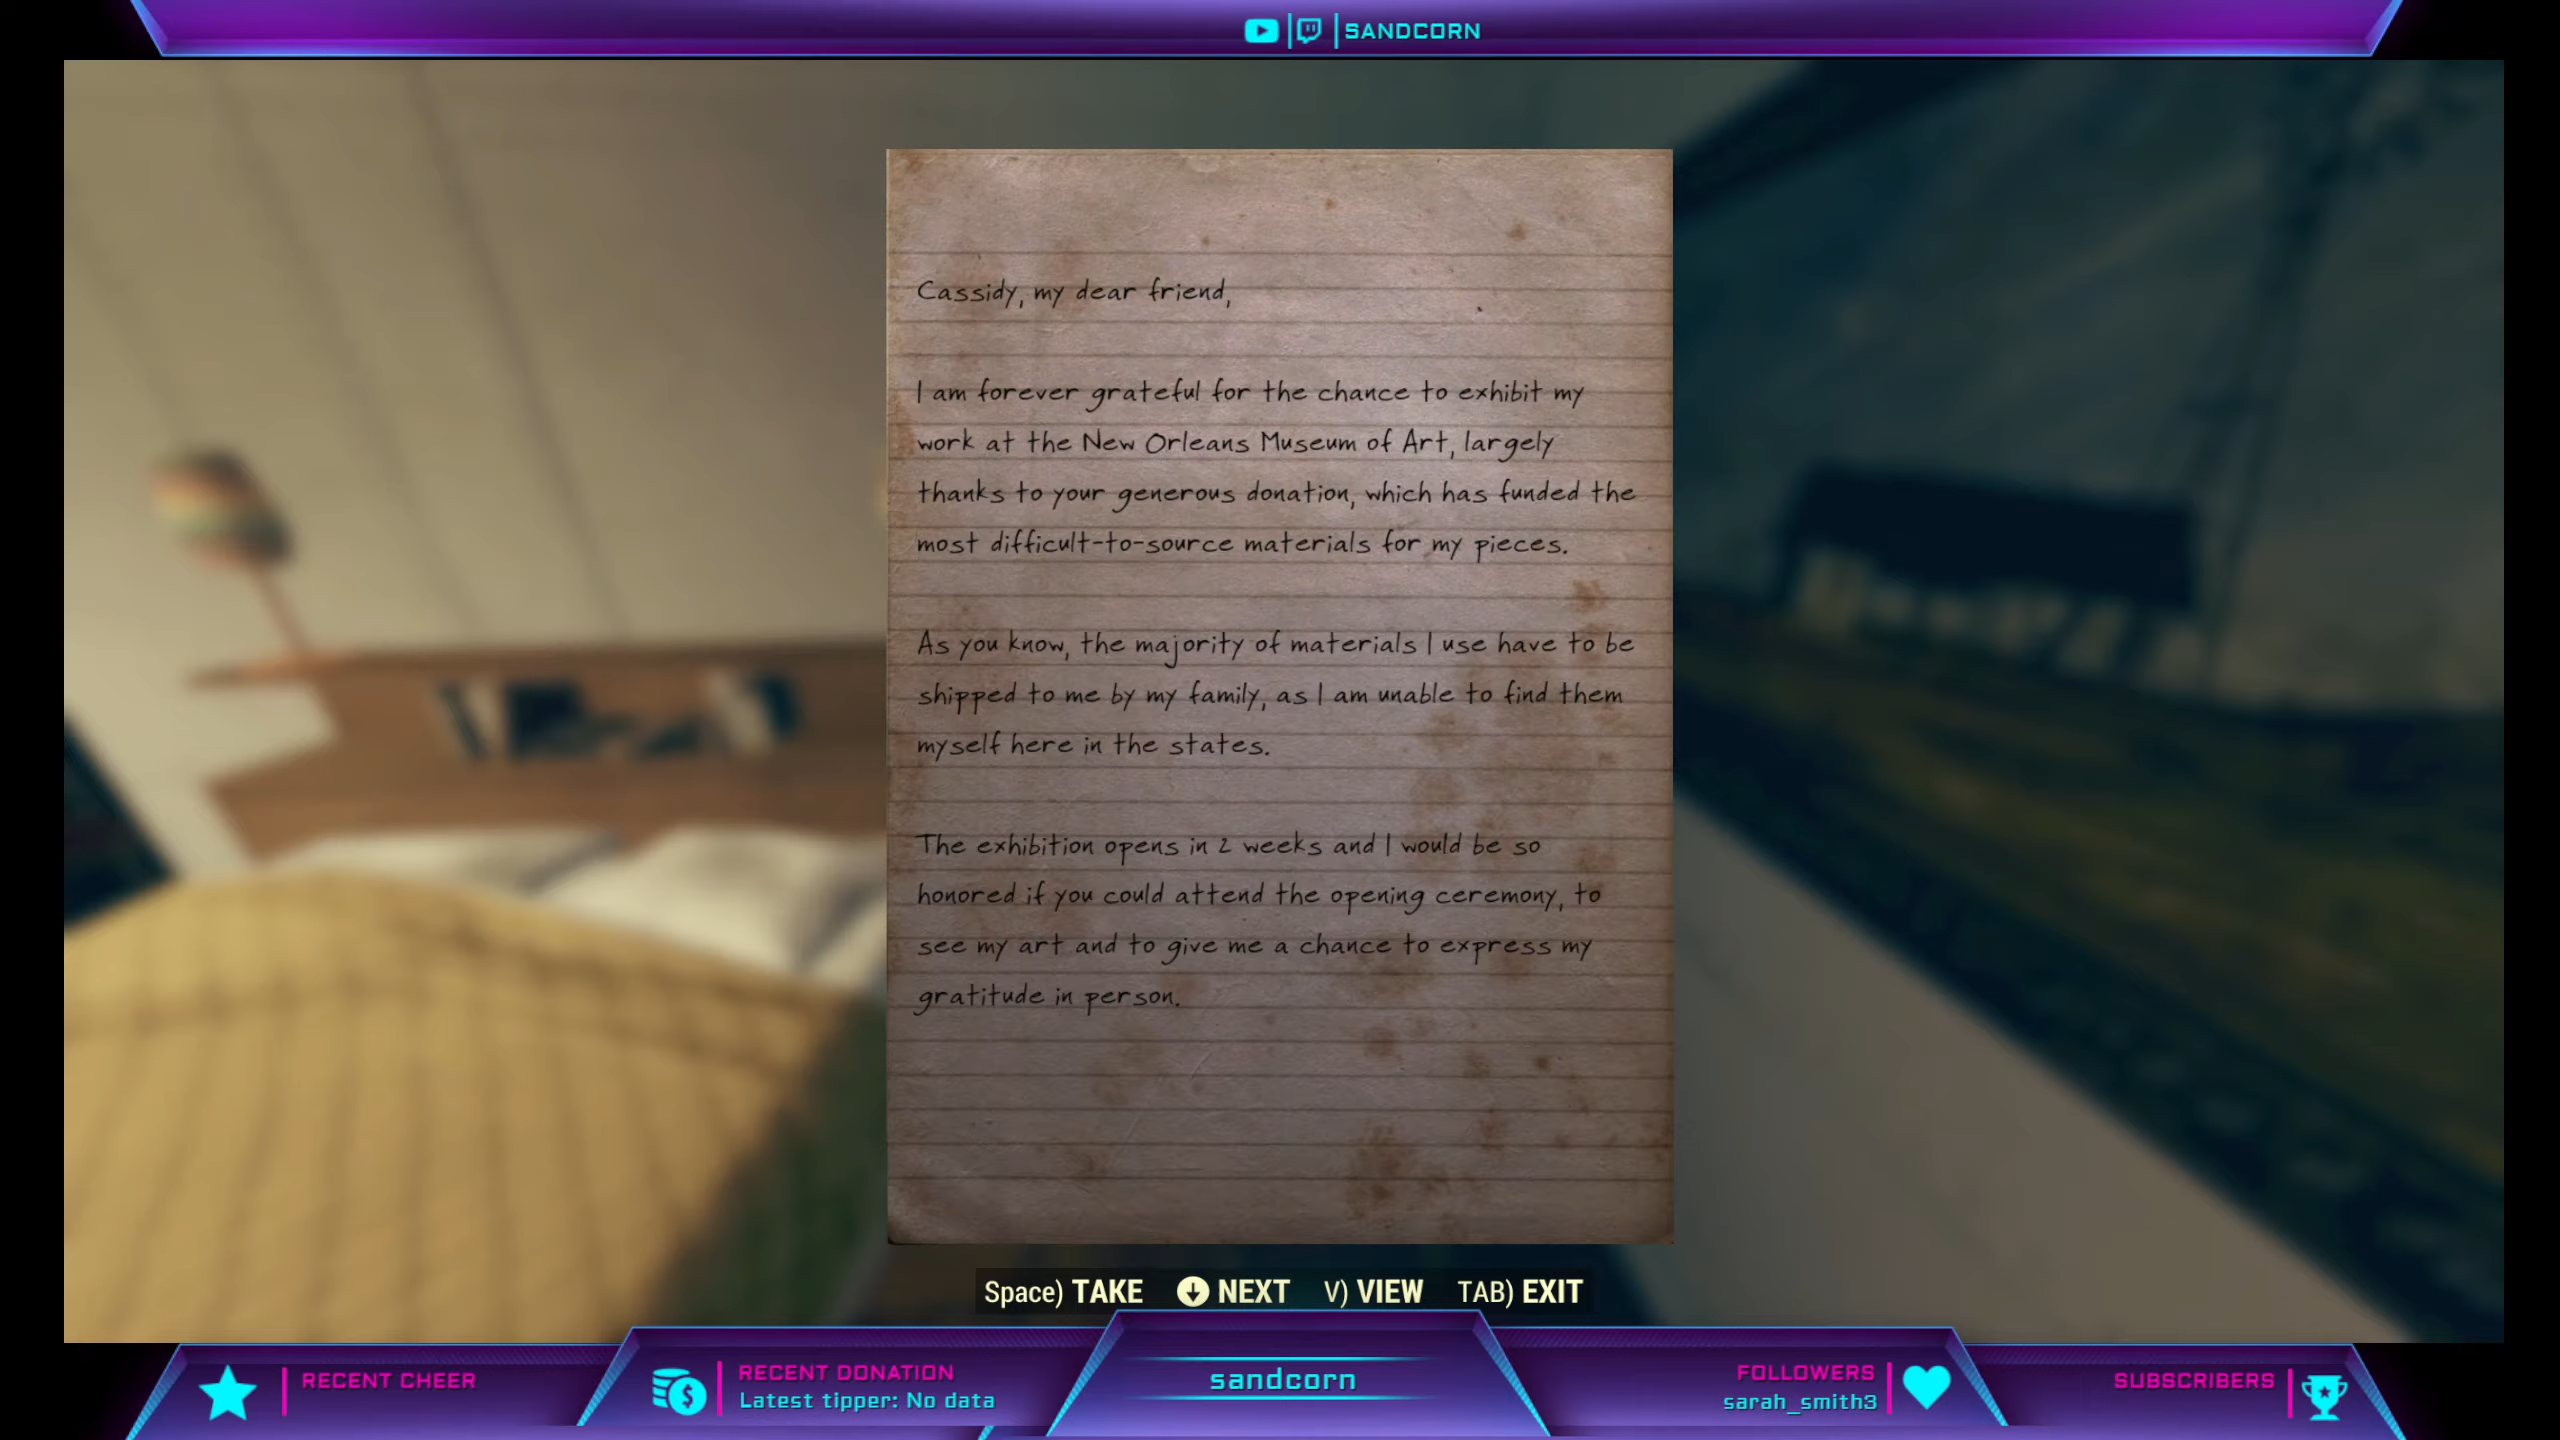 SANDCORN
Cassidy, my dear friend,
I am forever grateful for the chance to exhibit my
work at the New Orleans Museum of Art, largely
thanks to your generous donation, which has funded the
most difficult-to-source materials for my pieces.
As you know, the majority of materials I use have to be
shipped to me by my family, as I am unable to find them
myself here in the states.
The exhibition opens in 2 weeks and I would be so
honored if you could attend the opening ceremony, to
see my art and to give me a chance to express my
gratitude in person.
Space) TAKE NEXT V) VIEW TAB) EXIT
RECENT CHEER
RECENT DONATION
Latest tipper: No data
sandcorn
FOLLOWERS
sarah_smith3
SUBSCRIBERS